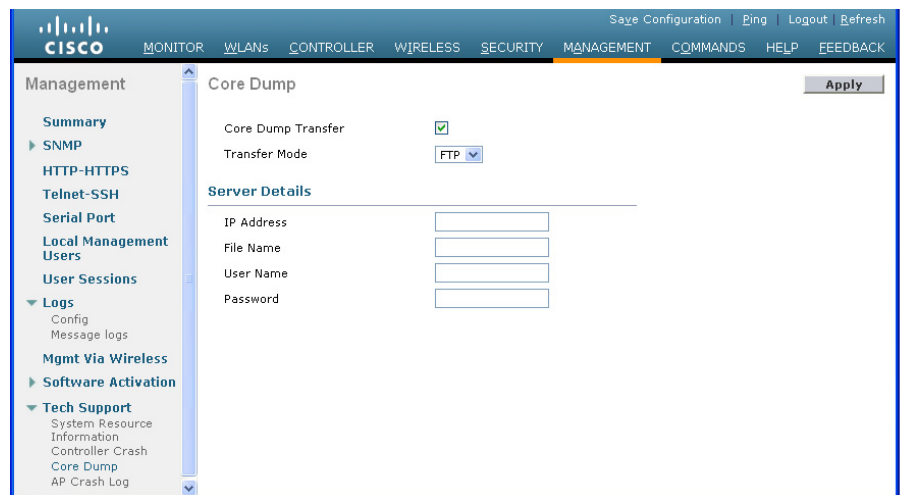 Save Configuration | Ping | Logout | Refresh
CISCO MONITOR WLANs CONTROLLER WIRELESS SECURITY MANAGEMENT COMMANDS HELP FEEDBACK
Management
Summary
SNMP
HTTP-HTTPS
Telnet-SSH
Serial Port
Local Management
Users
User Sessions
Logs
Config
Message logs
Mgmt Via Wireless
Software Activation
Tech Support
System Resource
Information
Controller Crash
Core Dump
AP Crash Log
Core Dump
Apply
Core Dump Transfer
Transfer Mode FTP
Server Details
IP Address
File Name
User Name
Password